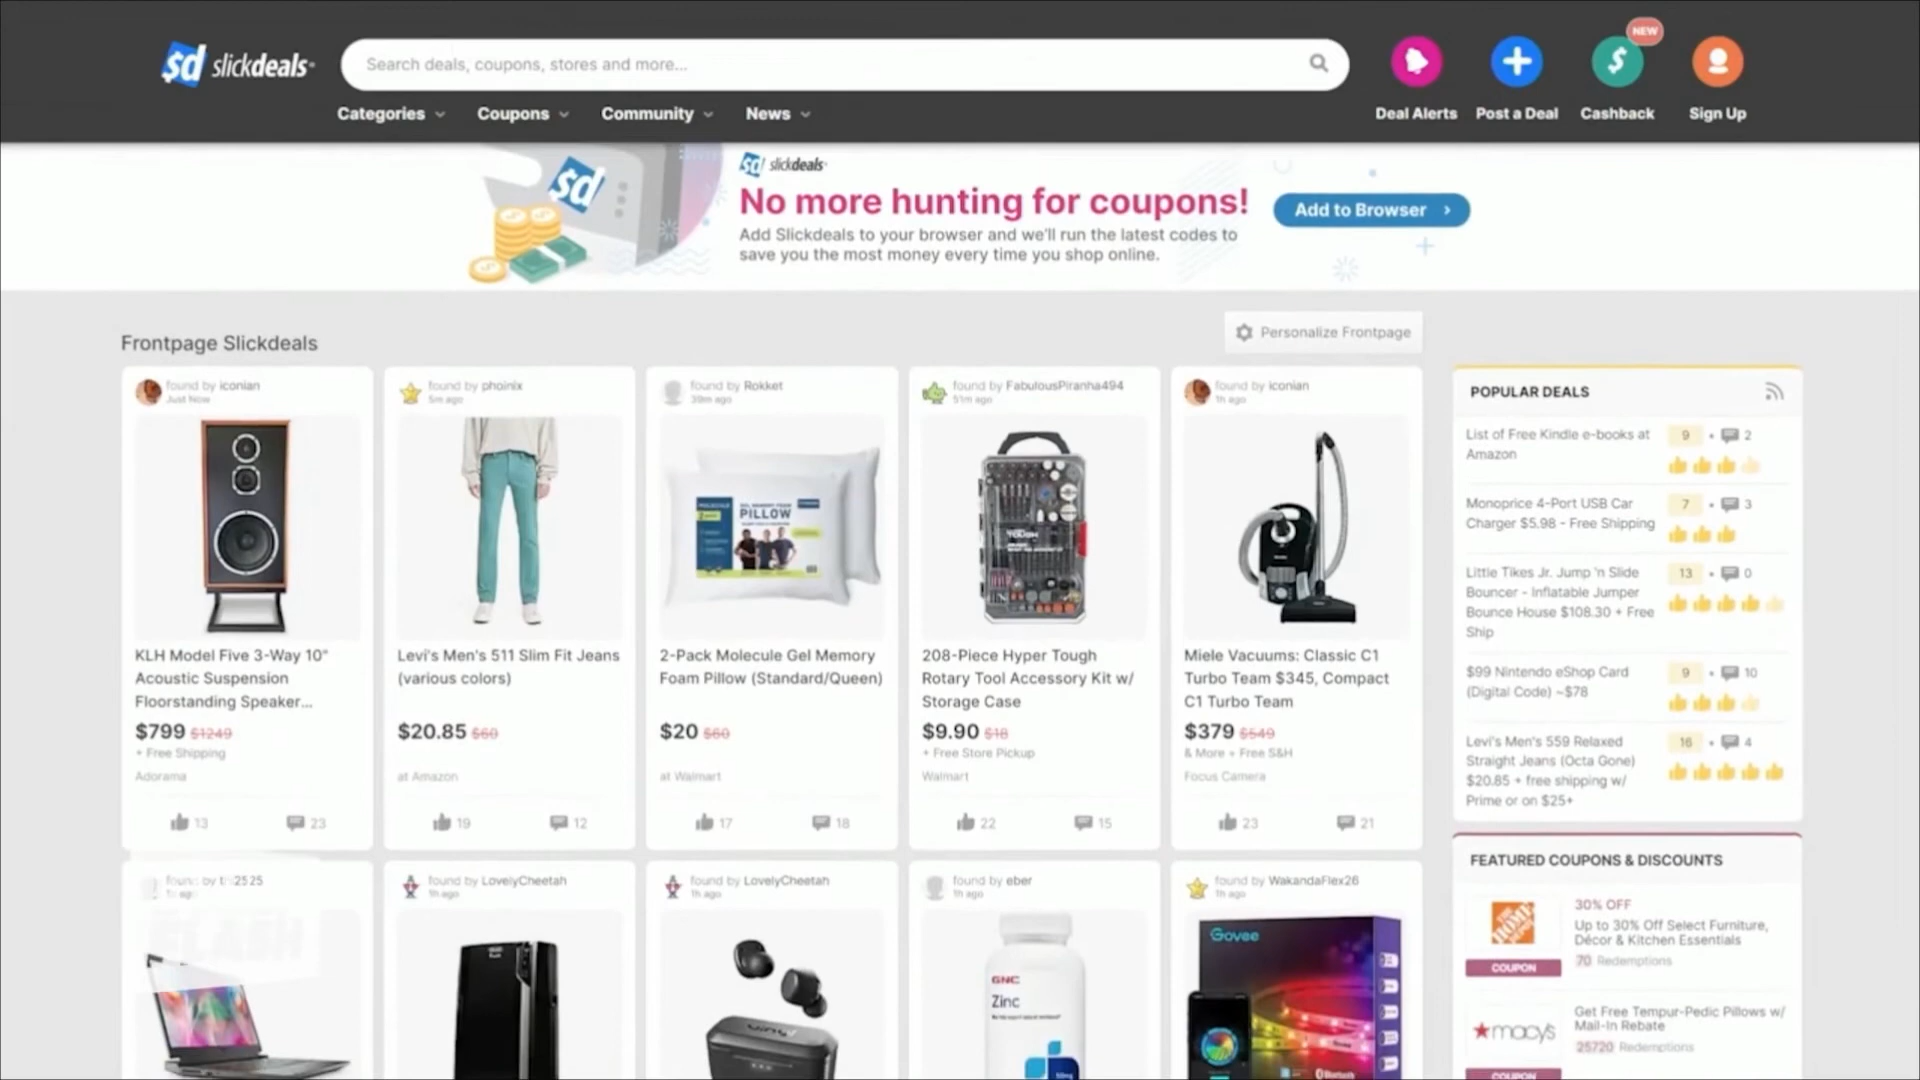 sd slickdeals
Search deals, coupons, stores and more...
NEW
Categories
Coupons
Community
News
Deal Alerts
Post a Deal
Cashback
Sign Up
sd
sd slickdeals
No more hunting for coupons!
Add Slickdeals to your browser and we'll run the latest codes to
save you the most money every time you shop online.
Add to Browser
Frontpage Slickdeals
Personalize Frontpage
found by iconian
Just Now
KLH Model Five 3-Way 10"
Acoustic Suspension
Floorstanding Speaker...
$799 $1249
+ Free Shipping
Adorama
13
23
found by phoinix
5m ago
Levi's Men's 511 Slim Fit Jeans
(various colors)
$20.85 $60
at Amazon
19
12
found by Rokket
39m ago
MOLECULE
GEL MEMORY FOAM
PILLOW
2-Pack Molecule Gel Memory
Foam Pillow (Standard/Queen)
$20 $60
at Walmart
17
18
found by FabulousPiranha494
51m ago
TOUGH
208-Piece Hyper Tough
Rotary Tool Accessory Kit w/
Storage Case
$9.90 $18
+ Free Store Pickup
Walmart
22
15
found by iconian
1h ago
Miele Vacuums: Classic C1
Turbo Team $345, Compact
C1 Turbo Team
$379 $549
& More + Free S&H
Focus Camera
23
21
POPULAR DEALS
List of Free Kindle e-books at
Amazon
9 • 2
Monoprice 4-Port USB Car
Charger $5.98 - Free Shipping
7 • 3
Little Tikes Jr. Jump 'n Slide
Bouncer - Inflatable Jumper
Bounce House $108.30 + Free
Ship
13 • 0
$99 Nintendo eShop Card
(Digital Code) ~$78
9 • 10
Levi's Men's 559 Relaxed
Straight Jeans (Octa Gone)
$20.85 + free shipping w/
Prime or on $25+
16 • 4
FEATURED COUPONS & DISCOUNTS
THE HOME DEPOT
COUPON
30% OFF
Up to 30% Off Select Furniture,
Décor & Kitchen Essentials
70 Redemptions
macy's
COUPON
Get Free Tempur-Pedic Pillows w/
Mail-In Rebate
25720 Redemptions
found by
1h ago
found by LovelyCheetah
1h ago
found by LovelyCheetah
1h ago
found by eber
1h ago
GNC
Zinc
50mg
found by WakandaFlex26
1h ago
Govee
Bluetooth